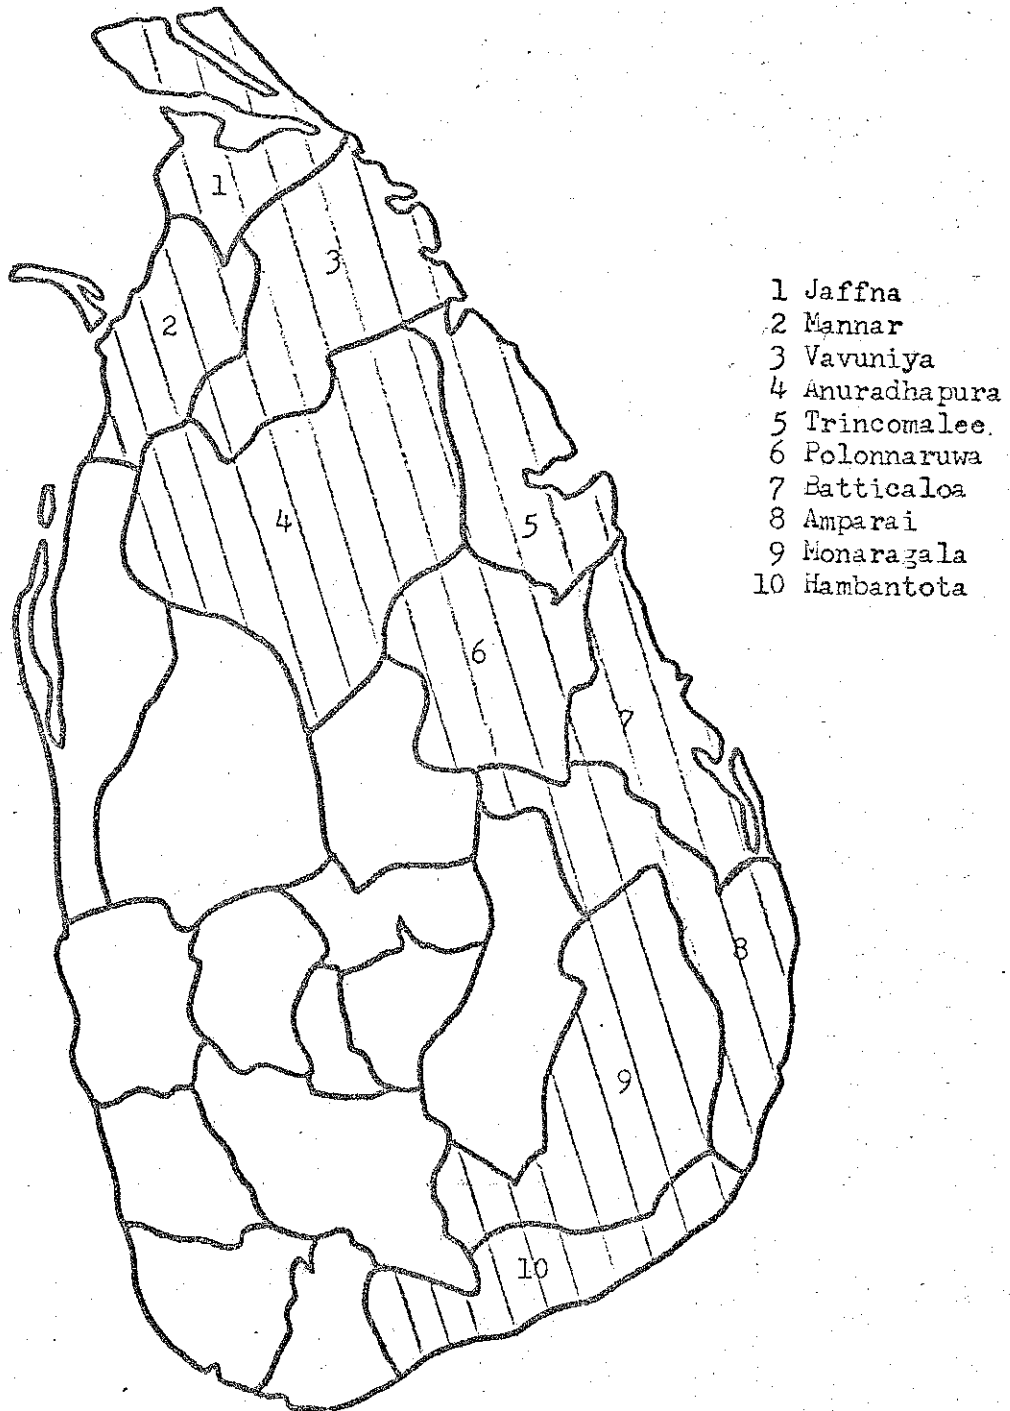 1
3
2
4
5
6
7
8
9
10
1 Jaffna
2 Mannar
3 Vavuniya
4 Anuradhapura
5 Trincomalee.
6 Polonnaruwa
7 Batticaloa
8 Amparai
9 Monaragala
10 Hambantota